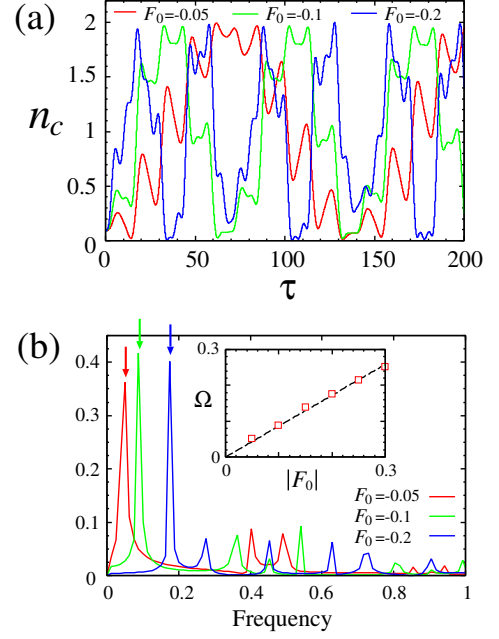 (a)
F₀=-0.05 F₀=-0.1 F₀=-0.2
2
1.5
1
0.5
0
n_c
0 50 100 150 200
τ
(b)
0.4
0.3
0.2
0.1
0
0.3
Ω
0 0.3
|F₀|
F₀=-0.05
F₀=-0.1
F₀=-0.2
0 0.2 0.4 0.6 0.8 1
Frequency